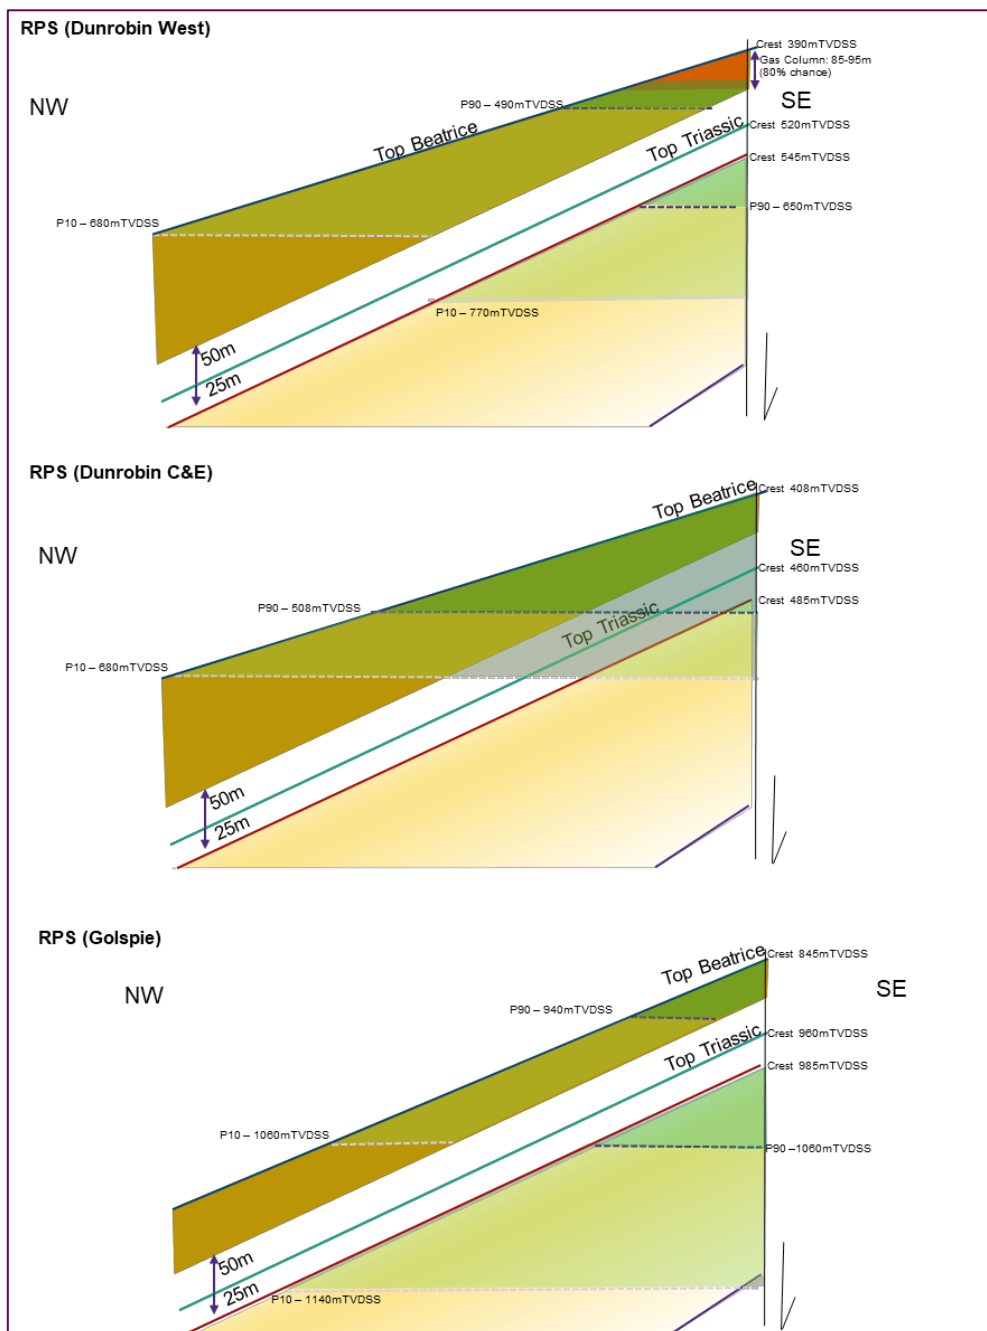 RPS (Dunrobin West)
Crest 390mTVDSS
Gas Column: 85-95m
(80% chance)
NW
P90 – 490mTVDSS
SE
Top Beatrice
Top Triassic
Crest 520mTVDSS
Crest 545mTVDSS
P90 – 650mTVDSS
P10 – 680mTVDSS
P10 – 770mTVDSS
50m
25m
RPS (Dunrobin C&E)
Top Beatrice
Crest 408mTVDSS
NW
SE
Crest 460mTVDSS
Crest 485mTVDSS
P90 – 508mTVDSS
Top Triassic
P10 – 680mTVDSS
50m
25m
RPS (Golspie)
Top Beatrice
Crest 845mTVDSS
NW
SE
P90 – 940mTVDSS
Top Triassic
Crest 960mTVDSS
Crest 985mTVDSS
P10 – 1060mTVDSS
P90 –1060mTVDSS
50m
25m
P10 – 1140mTVDSS